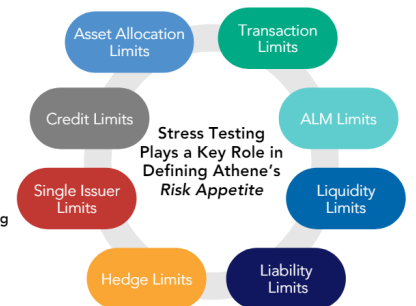 Asset Allocation
Limits
Transaction
Limits
Credit Limits
ALM Limits
Stress Testing
Plays a Key Role in
Defining Athene's
Risk Appetite
Single Issuer
Limits
Liquidity
Limits
g
Hedge Limits
Liability
Limits